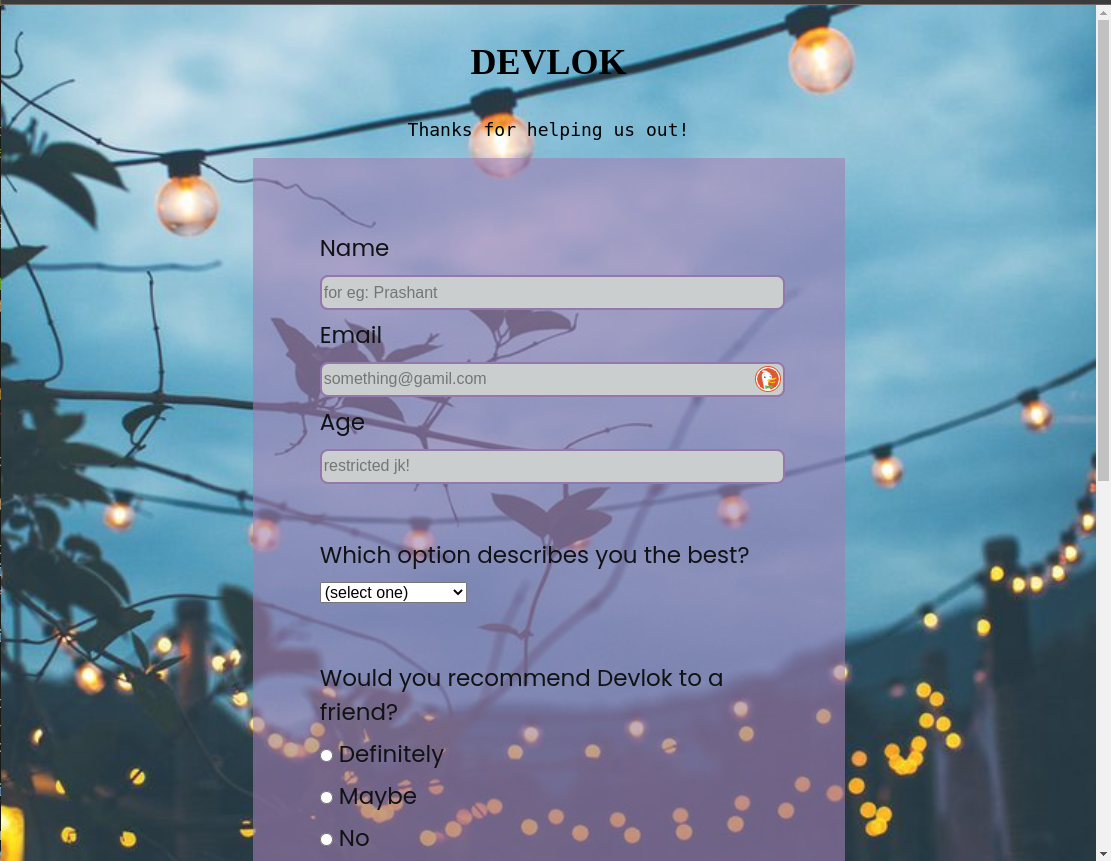 DEVLOK
Thanks for helping us out!
Name
for eg: Prashant
Email
something@gamil.com
Age
restricted jk!
Which option describes you the best?
(select one)
Would you recommend Devlok to a
friend?
Definitely
Maybe
No